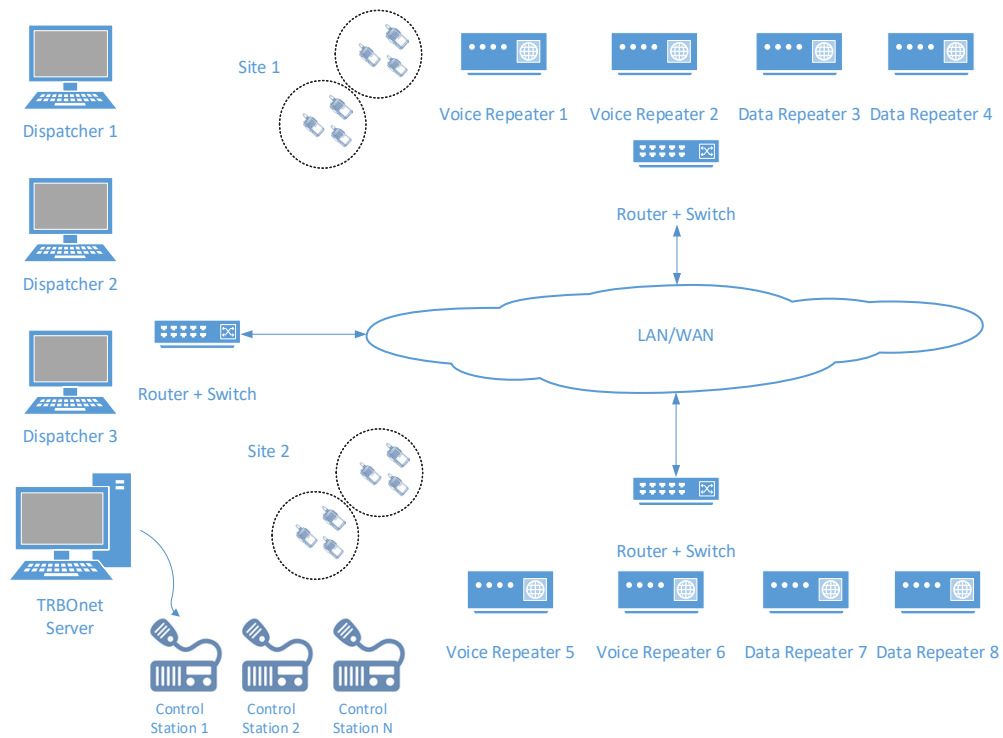 Site 1
Dispatcher 1
Voice Repeater 1
Voice Repeater 2
Data Repeater 3
Data Repeater 4
Router + Switch
Dispatcher 2
LAN/WAN
Router + Switch
Dispatcher 3
Site 2
Router + Switch
TRBOnet
Server
Voice Repeater 5
Voice Repeater 6
Data Repeater 7
Data Repeater 8
Control
Station 1
Control
Station 2
Control
Station N